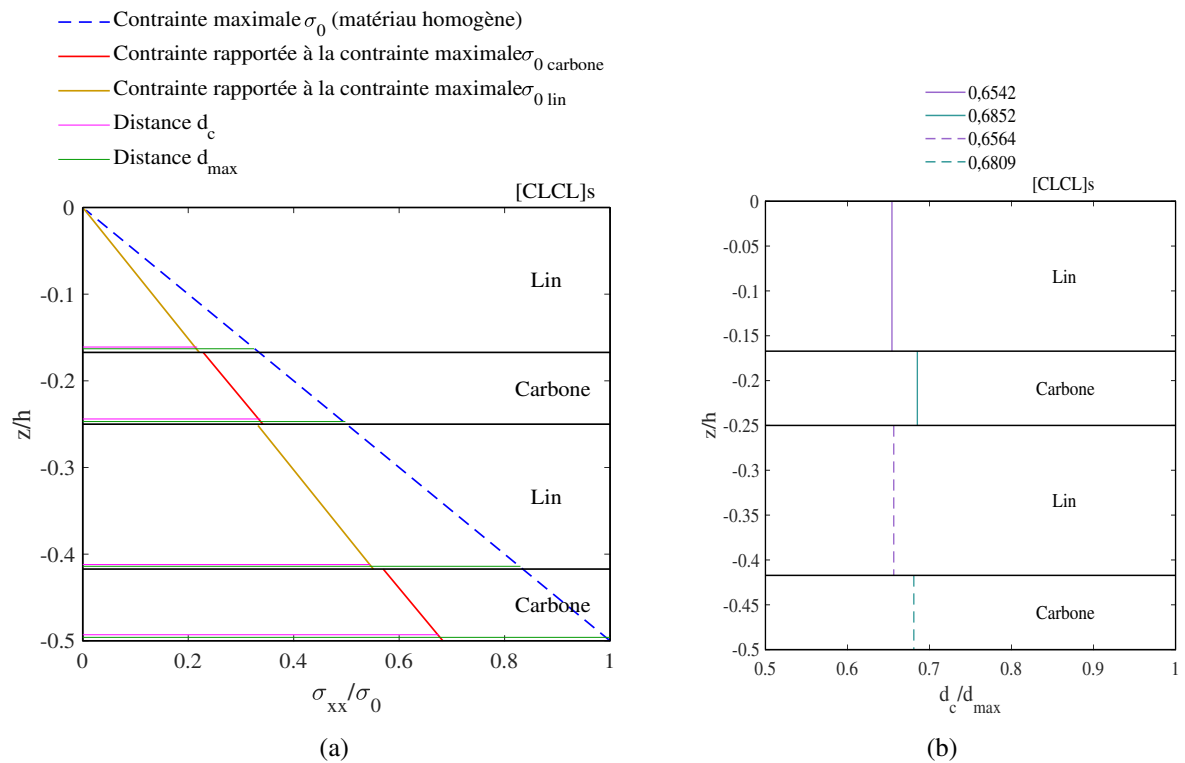 Contrainte maximale σ0 (matériau homogène)
Contrainte rapportée à la contrainte maximaleσ0 carbone
Contrainte rapportée à la contrainte maximaleσ0 lin
Distance dc
Distance dmax
[CLCL]s
0
-0.1
-0.2
-0.3
-0.4
-0.5
z/h
Lin
Carbone
Lin
Carbone
0 0.2 0.4 0.6 0.8 1
σxx/σ0
(a)
0,6542
0,6852
0,6564
0,6809
[CLCL]s
0
-0.05
-0.1
-0.15
-0.2
-0.25
-0.3
-0.35
-0.4
-0.45
-0.5
z/h
Lin
Carbone
Lin
Carbone
0.5 0.6 0.7 0.8 0.9 1
dc/dmax
(b)